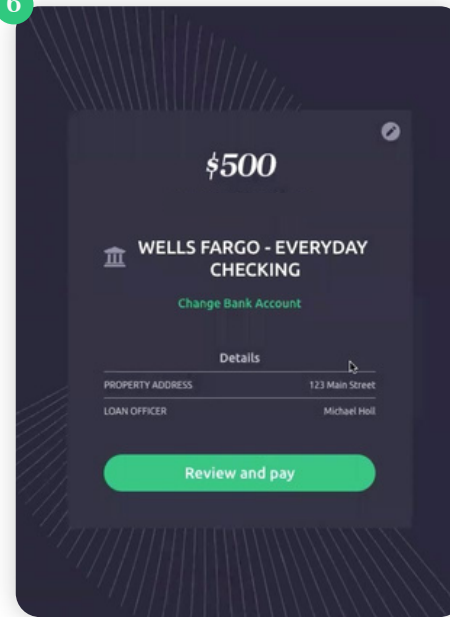 6
$500
WELLS FARGO - EVERYDAY
CHECKING
Change Bank Account
Details
PROPERTY ADDRESS 123 Main Street
LOAN OFFICER Michael Holl
Review and pay